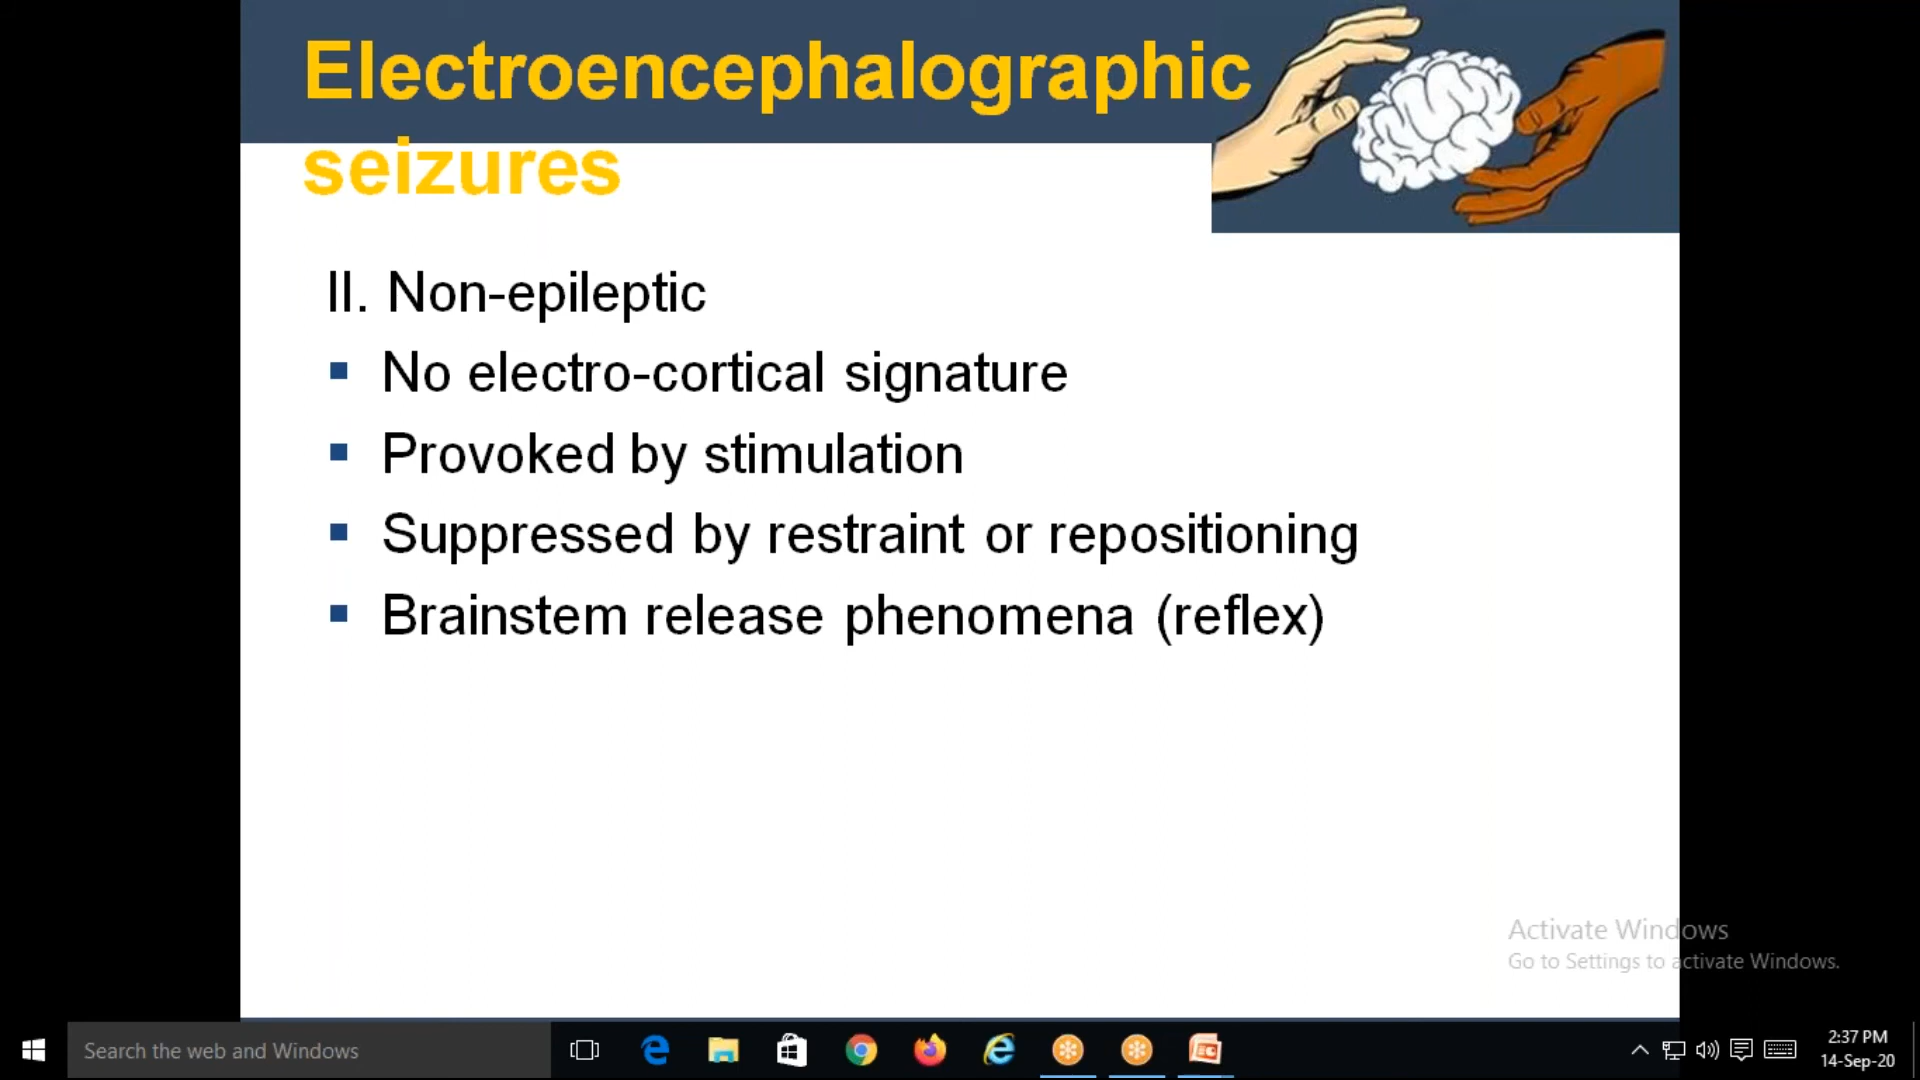 Electroencephalographic
seizures
II. Non-epileptic
No electro-cortical signature
Provoked by stimulation
Suppressed by restraint or repositioning
Brainstem release phenomena (reflex)
Activate Windows
Go to Settings to activate Windows.
Search the web and Windows
2:37 PM
14-Sep-20